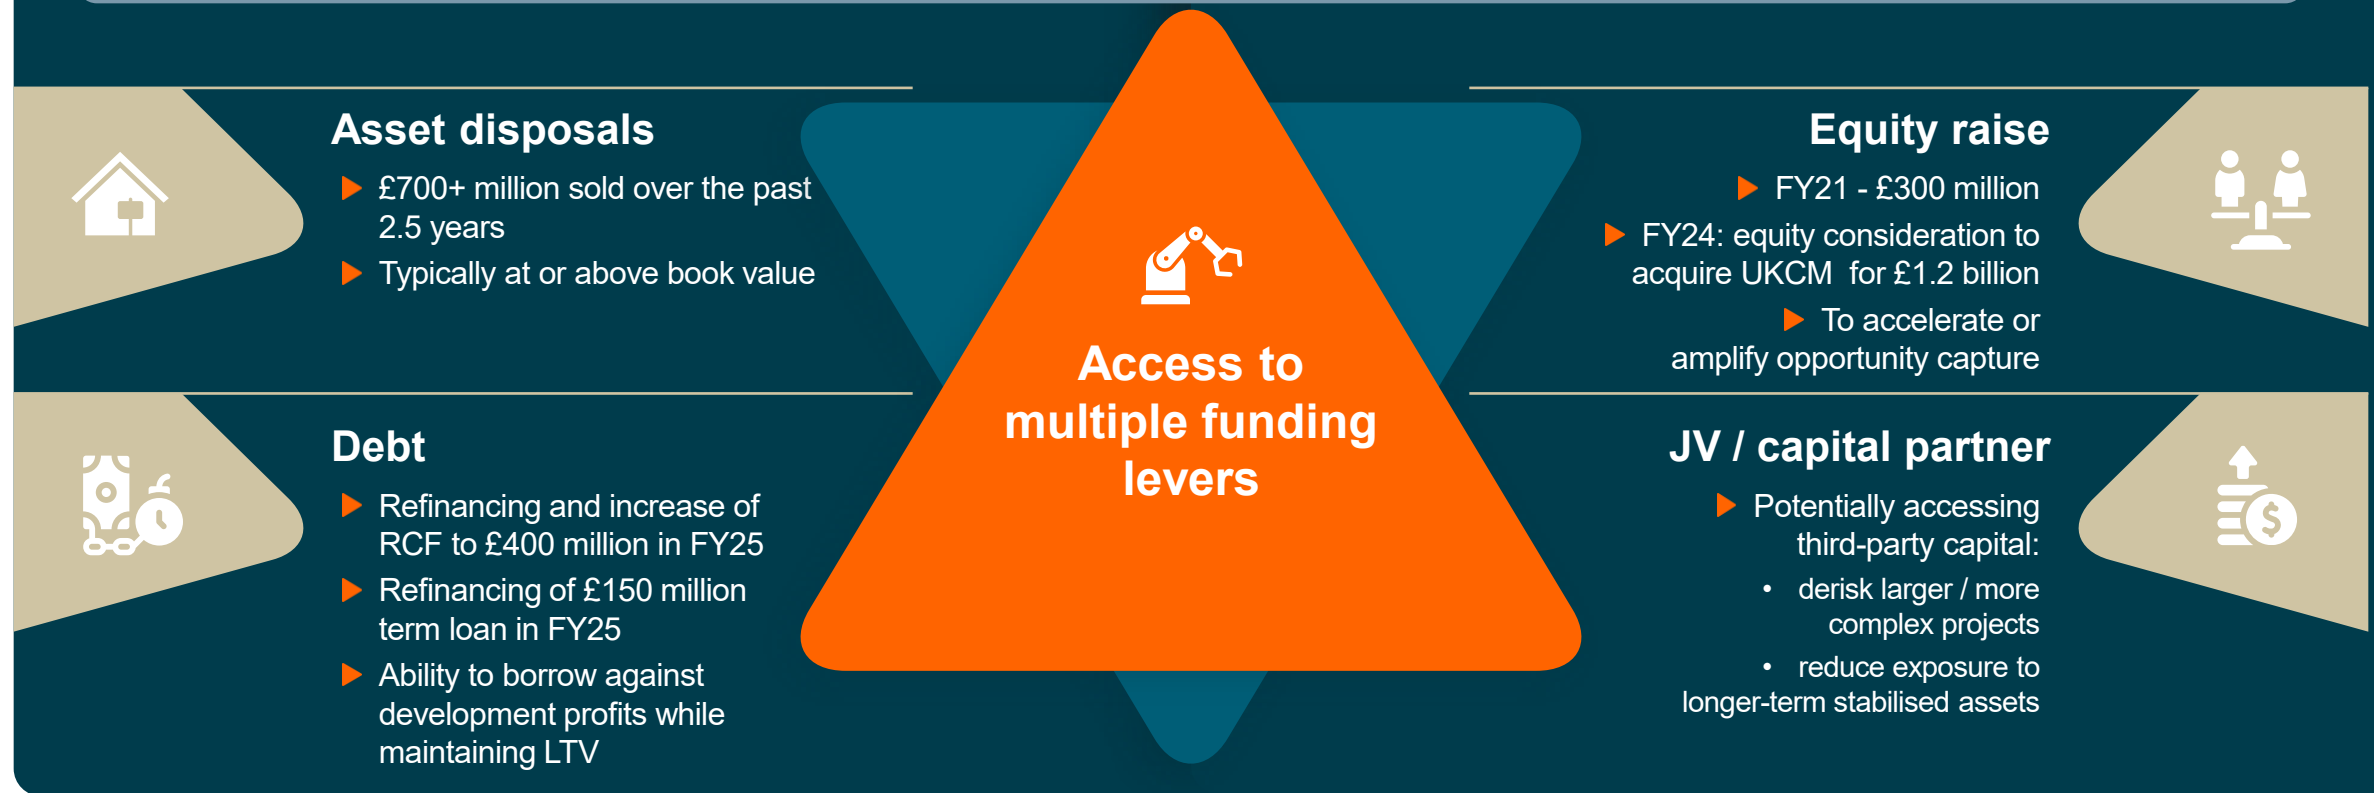 Asset disposals
£700+ million sold over the past
2.5 years
Typically at or above book value
Debt
Refinancing and increase of
RCF to £400 million in FY25
Refinancing of £150 million
term loan in FY25
Ability to borrow against
development profits while
maintaining LTV
Access to
multiple funding
levers
Equity raise
FY21 - £300 million
FY24: equity consideration to
acquire UKCM  for £1.2 billion
To accelerate or
amplify opportunity capture
JV / capital partner
Potentially accessing
third-party capital:
• derisk larger / more
complex projects
• reduce exposure to
longer-term stabilised assets
$